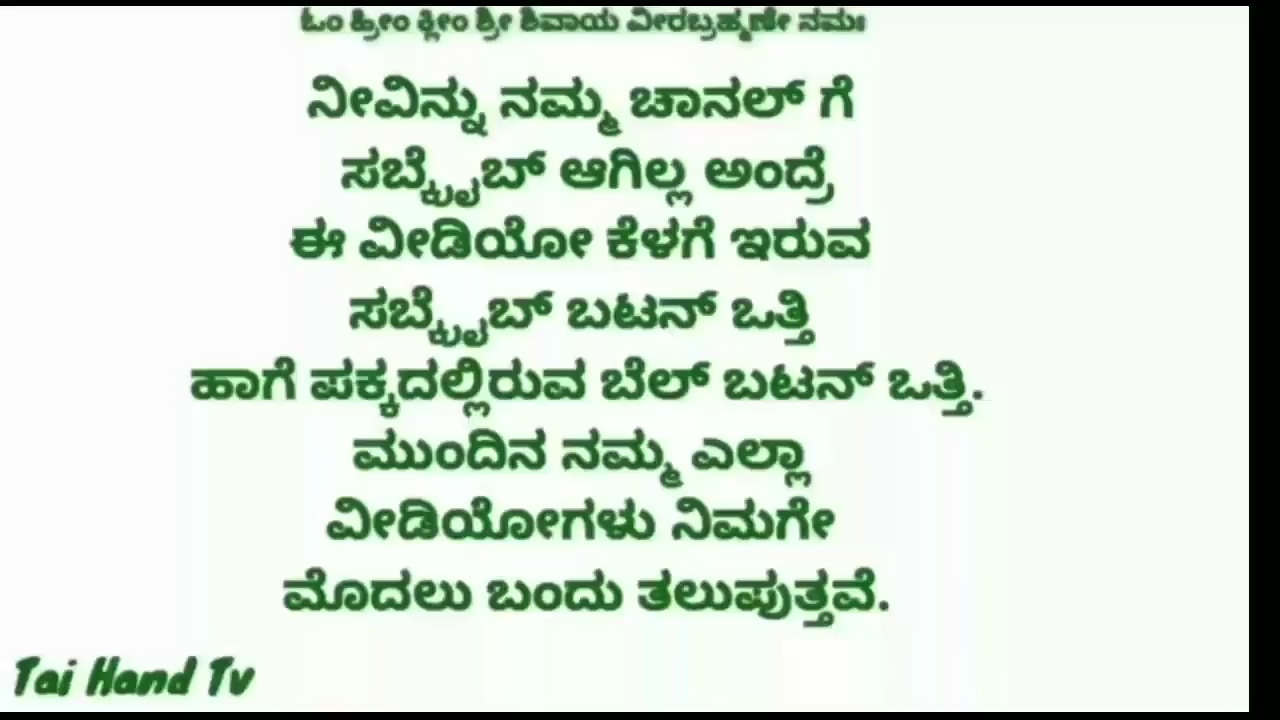 ಓಂ ಹ್ರೀಂ ಕ್ಲೀಂ ಶ್ರೀ ಶಿವಾಯ ವೀರಬ್ರಹ್ಮಣೇ ನಮಃ
ನೀವಿನ್ನು ನಮ್ಮ ಚಾನಲ್ ಗೆ
ಸಬ್ಕ್ರೈಬ್ ಆಗಿಲ್ಲ ಅಂದ್ರೆ
ಈ ವೀಡಿಯೋ ಕೆಳಗೆ ಇರುವ
ಸಬ್ಕ್ರೈಬ್ ಬಟನ್ ಒತ್ತಿ
ಹಾಗೆ ಪಕ್ಕದಲ್ಲಿರುವ ಬೆಲ್ ಬಟನ್ ಒತ್ತಿ.
ಮುಂದಿನ ನಮ್ಮ ಎಲ್ಲಾ
ವೀಡಿಯೋಗಳು ನಿಮಗೇ
ಮೊದಲು ಬಂದು ತಲುಪುತ್ತವೆ.
Tai Hand Tv